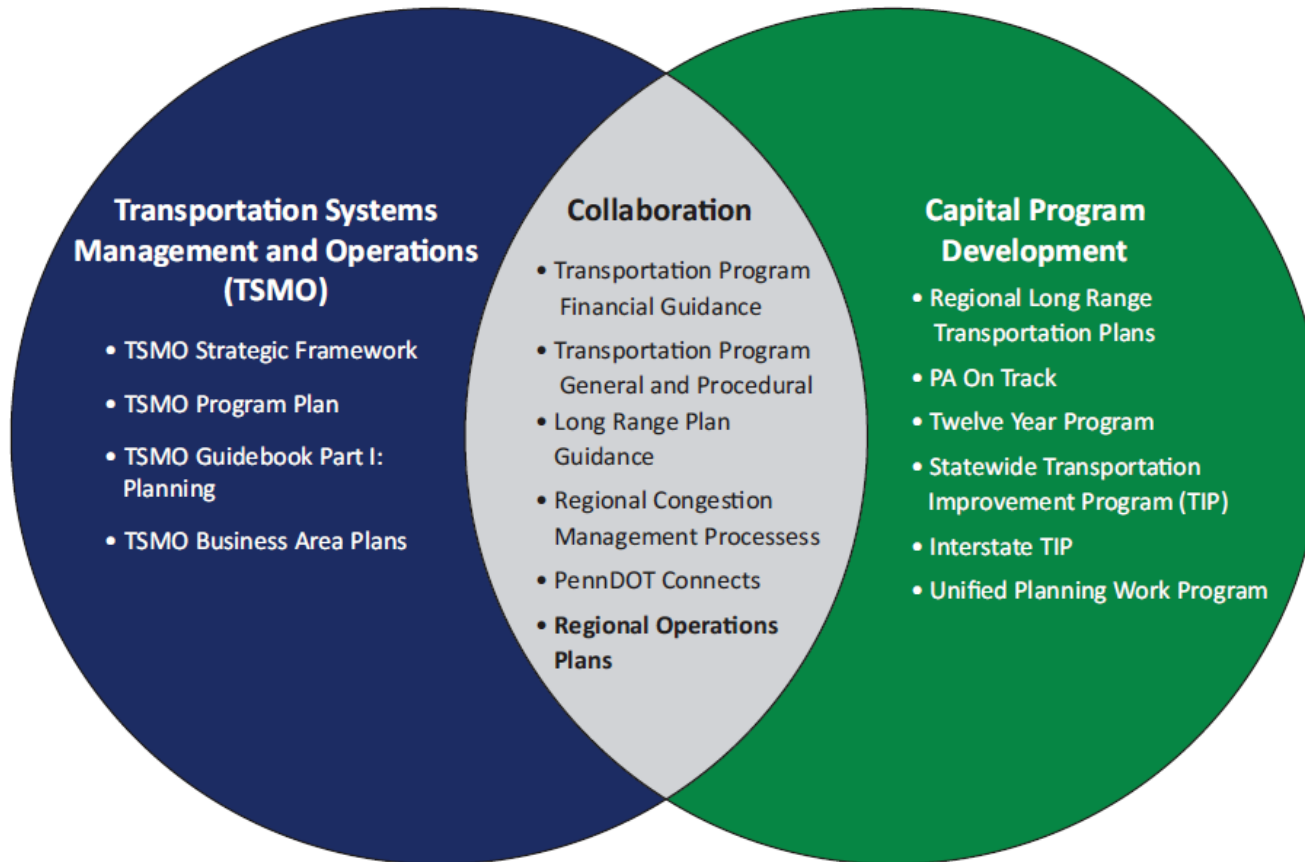 Transportation Systems
Management and Operations
(TSMO)
• TSMO Strategic Framework
• TSMO Program Plan
• TSMO Guidebook Part I:
Planning
• TSMO Business Area Plans
Collaboration
• Transportation Program
Financial Guidance
• Transportation Program
General and Procedural
• Long Range Plan
Guidance
• Regional Congestion
Management Processess
• PennDOT Connects
• Regional Operations
Plans
Capital Program
Development
• Regional Long Range
Transportation Plans
• PA On Track
• Twelve Year Program
• Statewide Transportation
Improvement Program (TIP)
• Interstate TIP
• Unified Planning Work Program